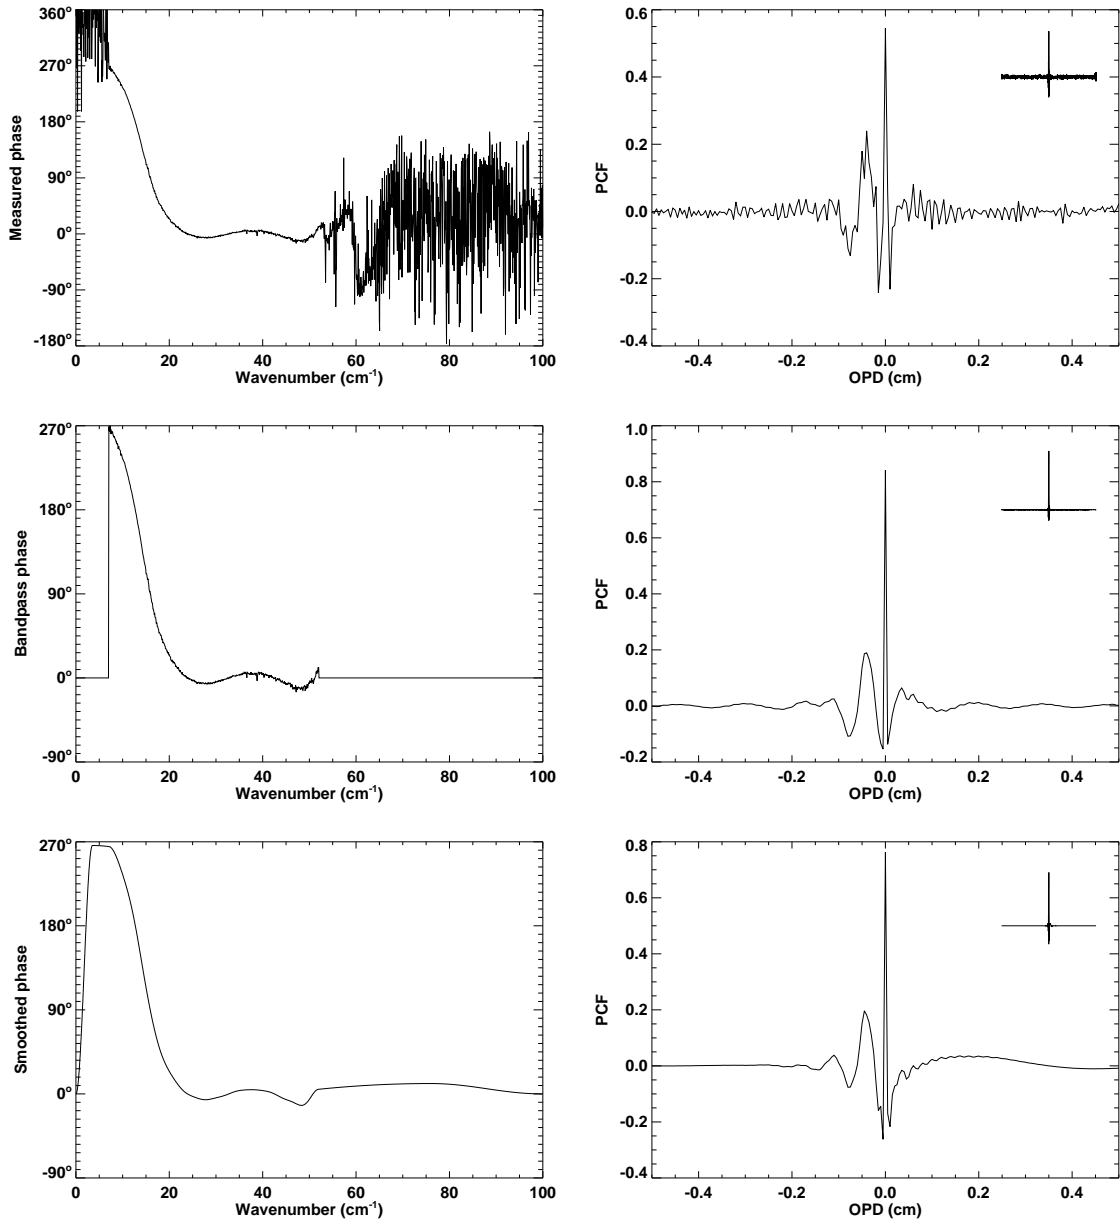 360°
270°
180°
90°
0°
-90°
-180°
Measured phase
0 20 40 60 80 100
Wavenumber (cm⁻¹)
0.6
0.4
0.2
0.0
-0.2
-0.4
PCF
-0.4 -0.2 0.0 0.2 0.4
OPD (cm)
270°
180°
90°
0°
-90°
Bandpass phase
0 20 40 60 80 100
Wavenumber (cm⁻¹)
1.0
0.8
0.6
0.4
0.2
0.0
-0.2
PCF
-0.4 -0.2 0.0 0.2 0.4
OPD (cm)
270°
180°
90°
0°
-90°
Smoothed phase
0 20 40 60 80 100
Wavenumber (cm⁻¹)
0.8
0.6
0.4
0.2
0.0
-0.2
-0.4
PCF
-0.4 -0.2 0.0 0.2 0.4
OPD (cm)